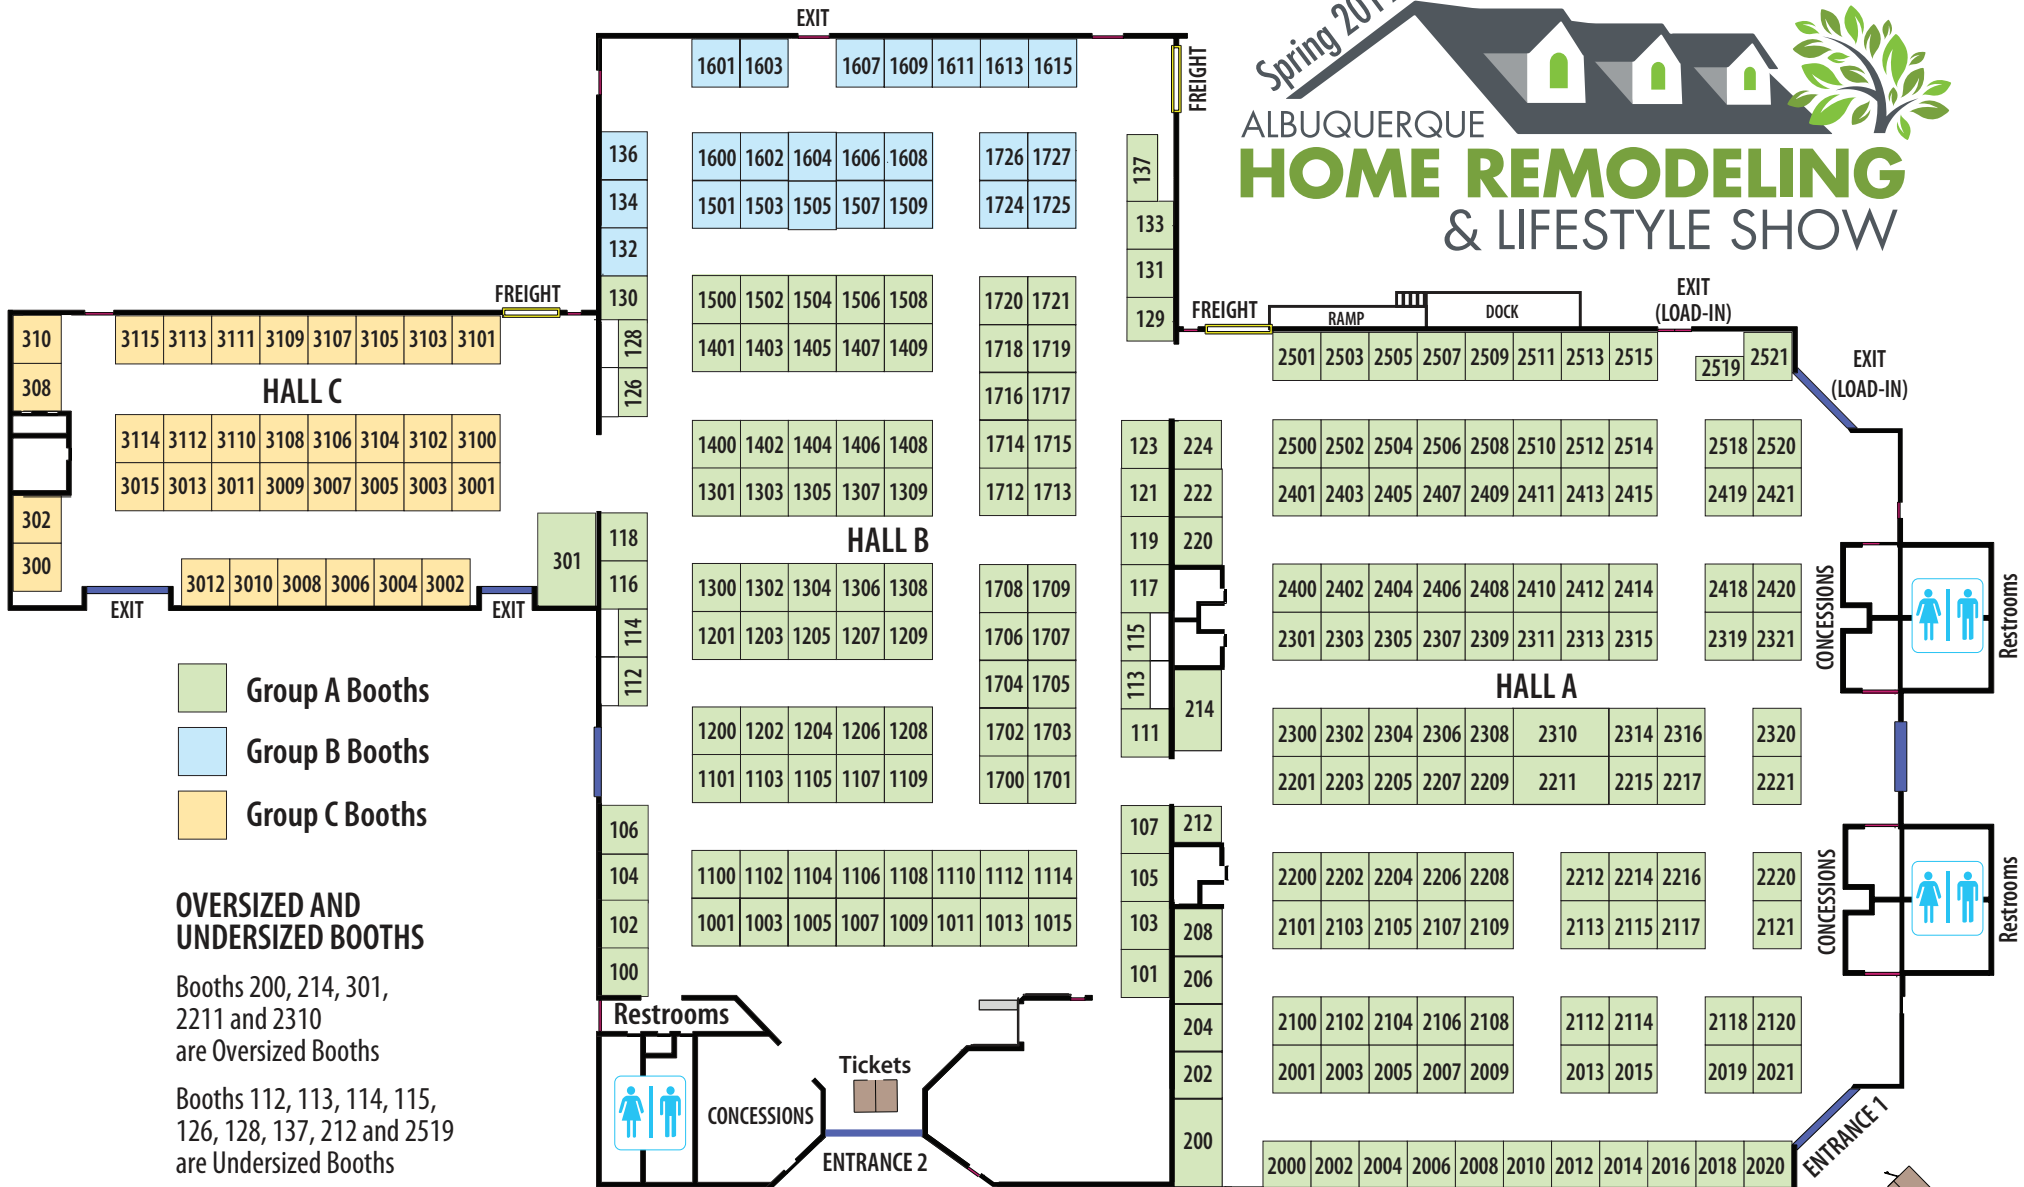 EXIT
Spring 201
ALBUQUERQUE
HOME REMODELING
& LIFESTYLE SHOW
1601 1603 1607 1609 1611 1613 1615
FREIGHT
136 1600 1602 1604 1606 1608 1726 1727 137
134 1501 1503 1505 1507 1509 1724 1725 133
132 131
130 1500 1502 1504 1506 1508 1720 1721 129
128 1401 1403 1405 1407 1409 1718 1719
126 1716 1717
FREIGHT
FREIGHT
RAMP
DOCK
EXIT
(LOAD-IN)
EXIT
(LOAD-IN)
310 3115 3113 3111 3109 3107 3105 3103 3101
308
HALL C
3114 3112 3110 3108 3106 3104 3102 3100
3015 3013 3011 3009 3007 3005 3003 3001
302
300
3012 3010 3008 3006 3004 3002
301
EXIT
EXIT
1400 1402 1404 1406 1408 1714 1715 123 224
1301 1303 1305 1307 1309 1712 1713 121 222
118 119 220
HALL B
116 1300 1302 1304 1306 1308 1708 1709 117
114 1201 1203 1205 1207 1209 1706 1707 115
112 1704 1705 113 214
1200 1202 1204 1206 1208 1702 1703 111
1101 1103 1105 1107 1109 1700 1701
106 107 212
104 1100 1102 1104 1106 1108 1110 1112 1114 105
102 1001 1003 1005 1007 1009 1011 1013 1015 103 208
100 101 206
204
202
200
2501 2503 2505 2507 2509 2511 2513 2515 2519 2521
2500 2502 2504 2506 2508 2510 2512 2514 2518 2520
2401 2403 2405 2407 2409 2411 2413 2415 2419 2421
2400 2402 2404 2406 2408 2410 2412 2414 2418 2420
2301 2303 2305 2307 2309 2311 2313 2315 2319 2321
HALL A
2300 2302 2304 2306 2308 2310 2314 2316 2320
2201 2203 2205 2207 2209 2211 2215 2217 2221
2200 2202 2204 2206 2208 2212 2214 2216 2220
2101 2103 2105 2107 2109 2113 2115 2117 2121
2100 2102 2104 2106 2108 2112 2114 2118 2120
2001 2003 2005 2007 2009 2013 2015 2019 2021
2000 2002 2004 2006 2008 2010 2012 2014 2016 2018 2020
CONCESSIONS
Restrooms
CONCESSIONS
Restrooms
ENTRANCE 1
Restrooms
Tickets
CONCESSIONS
ENTRANCE 2
Group A Booths
Group B Booths
Group C Booths
OVERSIZED AND
UNDERSIZED BOOTHS
Booths 200, 214, 301,
2211 and 2310
are Oversized Booths
Booths 112, 113, 114, 115,
126, 128, 137, 212 and 2519
are Undersized Booths